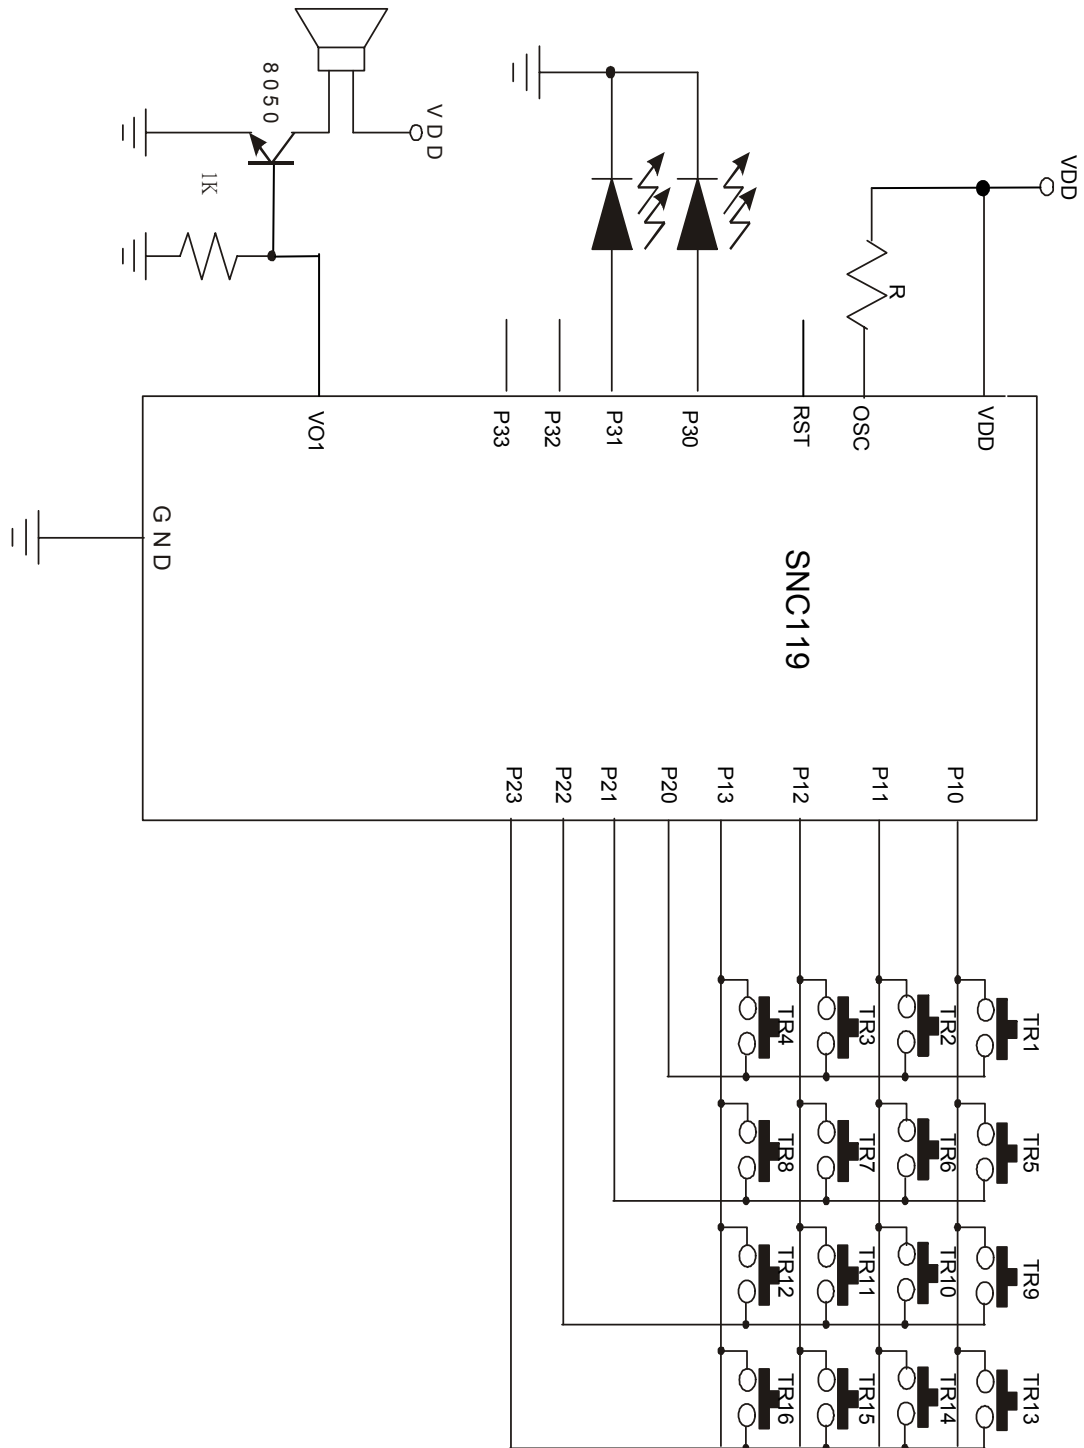 VDD
R
VDD
8050
1K
VDD
OSC
RST
P30
P31
P32
P33
VO1
GND
SNC119
P10
P11
P12
P13
P20
P21
P22
P23
TR1
TR2
TR3
TR4
TR5
TR6
TR7
TR8
TR9
TR10
TR11
TR12
TR13
TR14
TR15
TR16